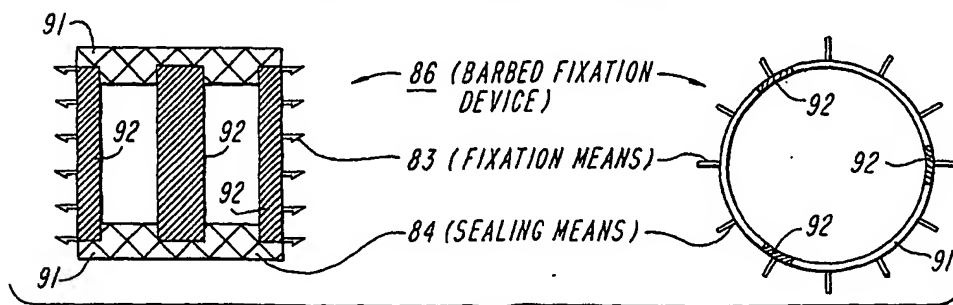 91
86 (BARBED FIXATION
DEVICE)
92
92
92
83 (FIXATION MEANS)
92
92
92
84 (SEALING MEANS)
91
91